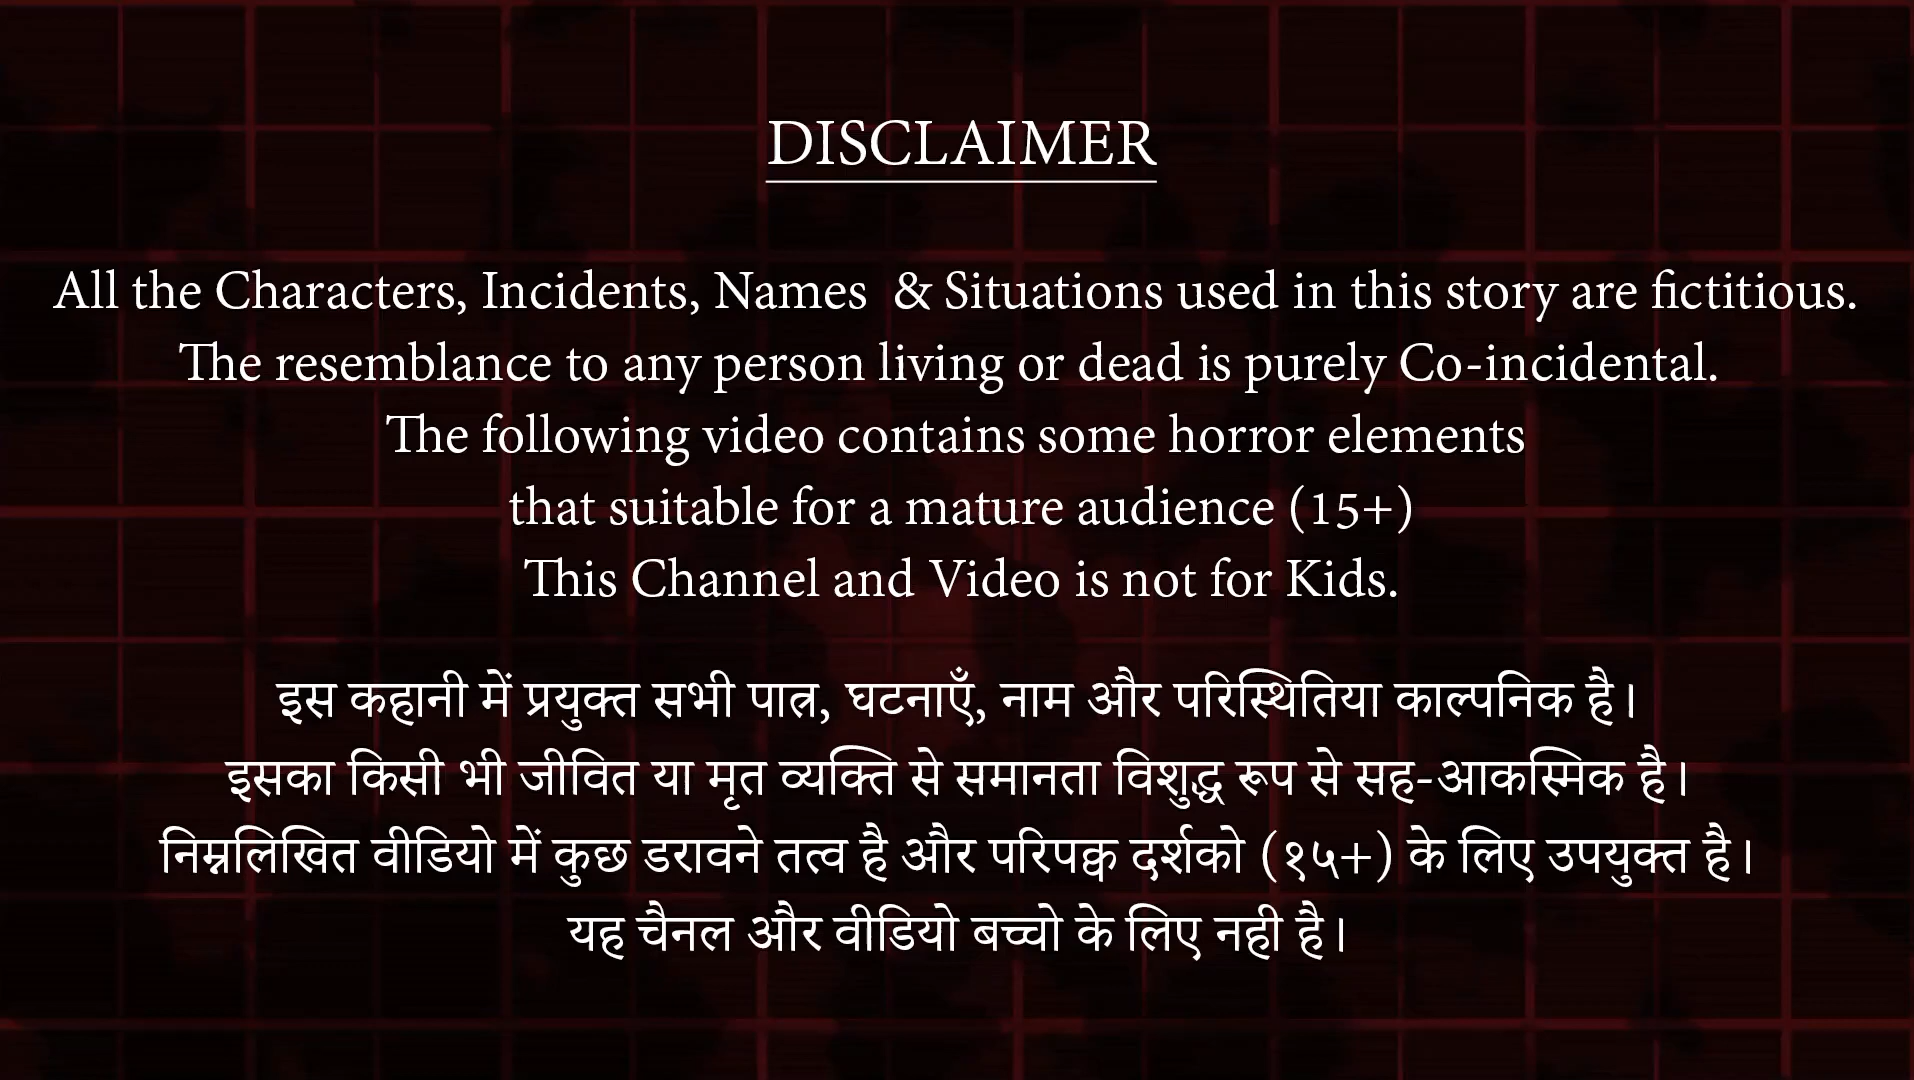 DISCLAIMER
All the Characters, Incidents, Names & Situations used in this story are fictitious.
The resemblance to any person living or dead is purely Co-incidental.
The following video contains some horror elements
that suitable for a mature audience (15+)
This Channel and Video is not for Kids.
इस कहानी में प्रयुक्त सभी पात्र, घटनाएँ, नाम और परिस्थितिया काल्पनिक है।
इसका किसी भी जीवित या मृत व्यक्ति से समानता विशुद्ध रूप से सह-आकस्मिक है।
निम्नलिखित वीडियो में कुछ डरावने तत्व है और परिपक्व दर्शको (१५+) के लिए उपयुक्त है।
यह चैनल और वीडियो बच्चो के लिए नही है।